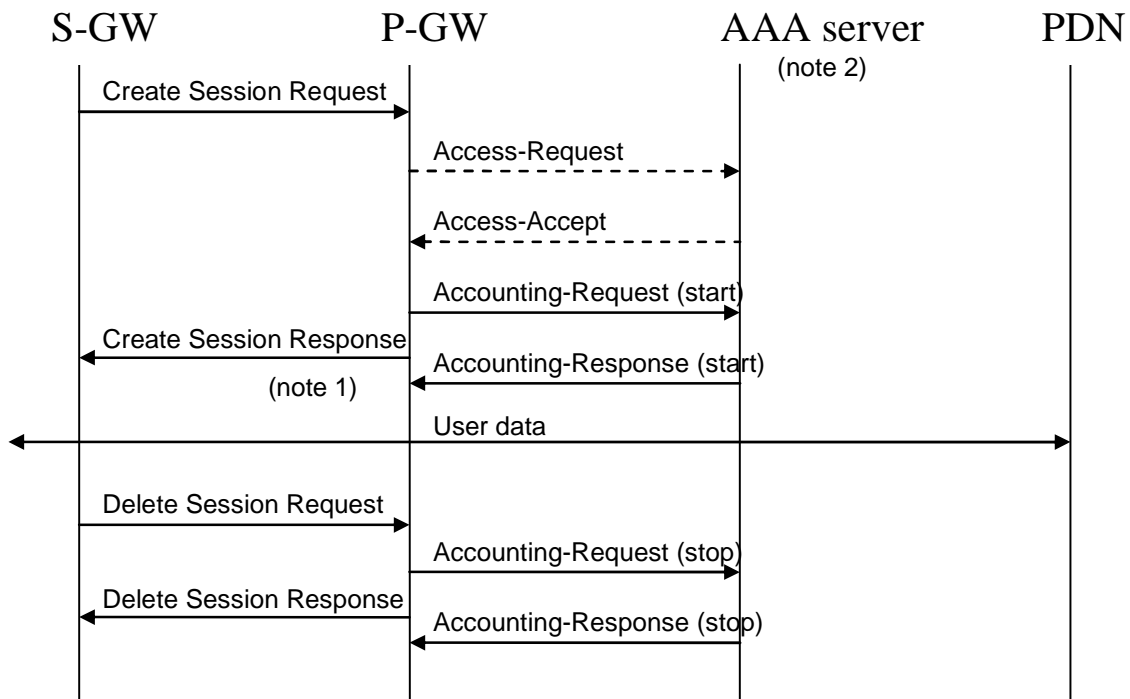 S-GW
P-GW
AAA server
PDN
(note 2)
Create Session Request
Access-Request
Access-Accept
Accounting-Request (start)
Create Session Response
Accounting-Response (start)
(note 1)
User data
Delete Session Request
Accounting-Request (stop)
Delete Session Response
Accounting-Response (stop)